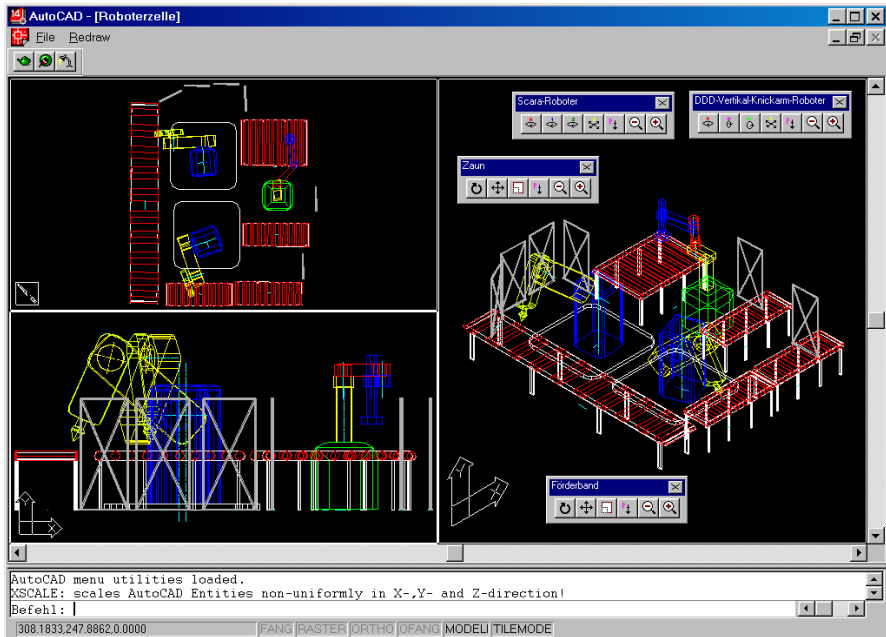 AutoCAD - [Roboterzelle]
File Redraw
Scara-Roboter
DDD-Vertikal-Knickarm-Roboter
Zaun
Förderband
Y
X
Y
AutoCAD menu utilities loaded.
XSCALE: scales AutoCAD Entities non-uniformly in X-,Y- and Z-direction!
Befehl:
308.1833,247.8862,0.0000 FANG RASTER ORTHO OFANG MODELI TILEMODE